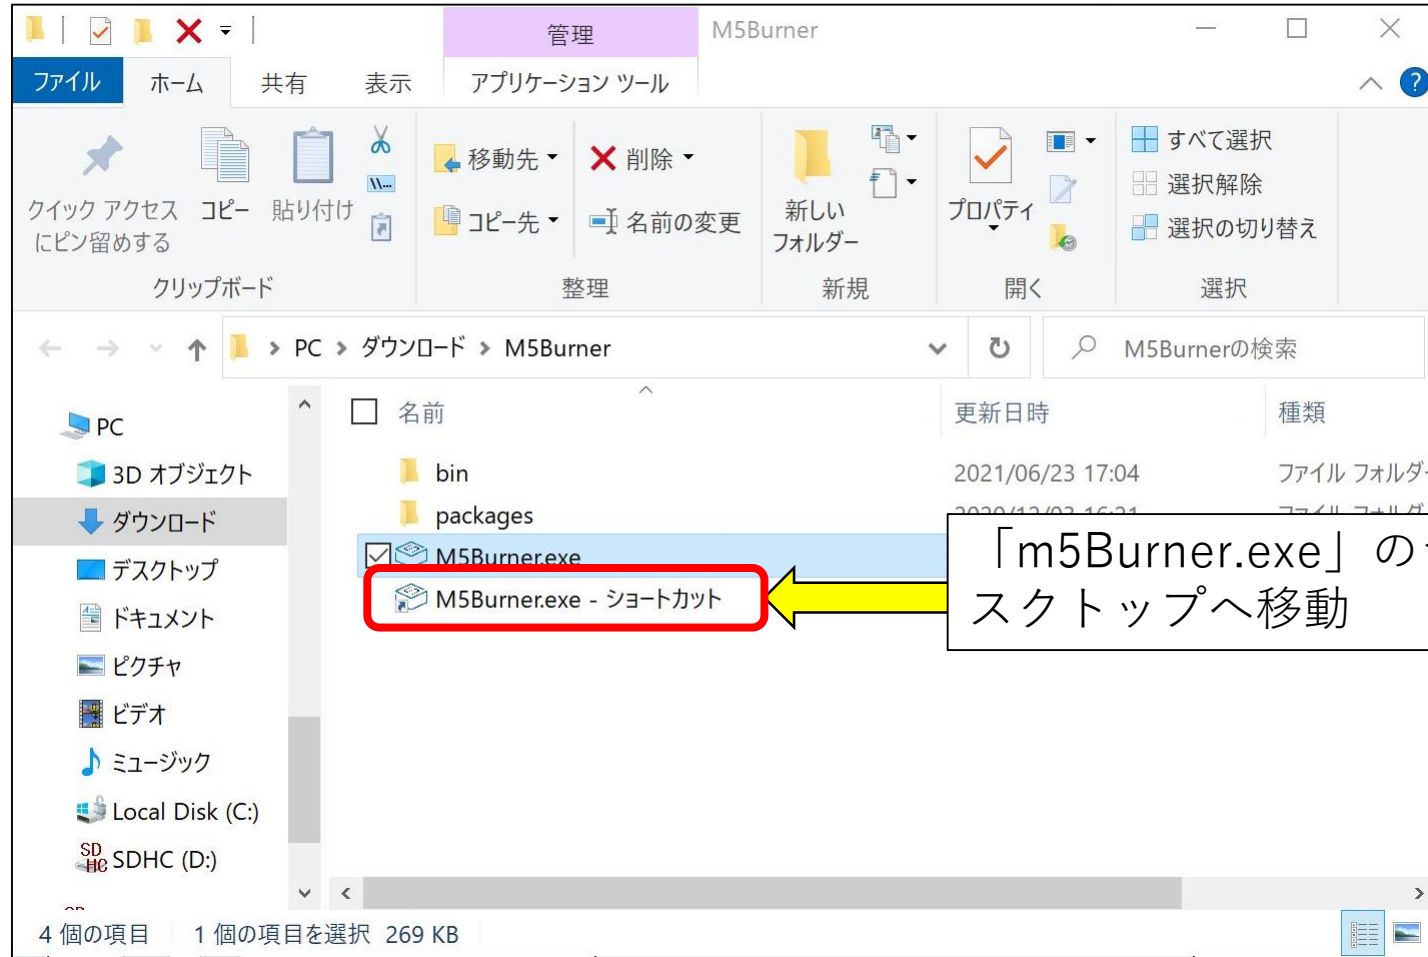 管理
M5Burner
ファイル
ホーム
共有
表示
アプリケーション ツール
クイック アクセス
にピン留めする
コピー
貼り付け
移動先
コピー先
削除
名前の変更
新しい
フォルダー
プロパティ
すべて選択
選択解除
選択の切り替え
クリップボード
整理
新規
開く
選択
PC > ダウンロード > M5Burner
M5Burnerの検索
PC
3D オブジェクト
ダウンロード
デスクトップ
ドキュメント
ピクチャ
ビデオ
ミュージック
Local Disk (C:)
SDHC (D:)
名前
更新日時
種類
bin
2021/06/23 17:04
ファイル フォルダー
packages
M5Burner.exe
M5Burner.exe - ショートカット
「m5Burner.exe」の
スクトップへ移動
4 個の項目
1 個の項目を選択 269 KB